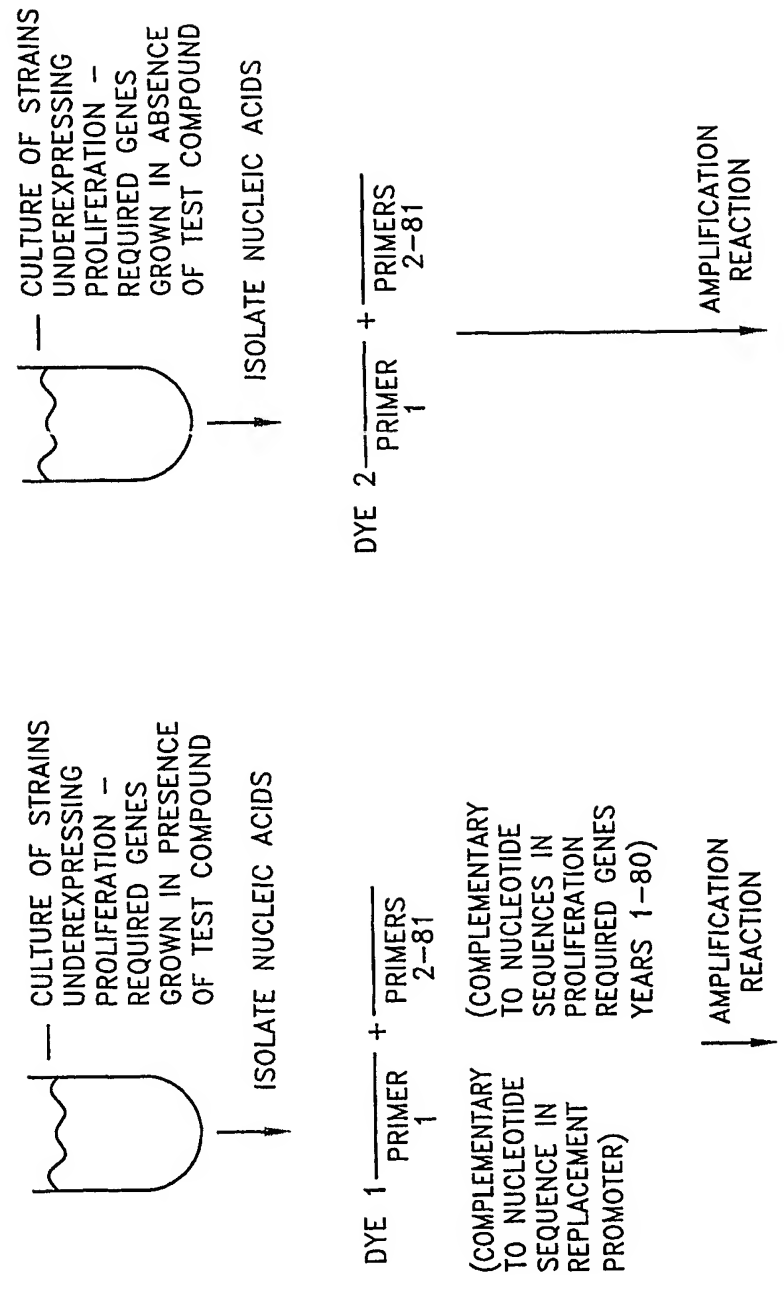 — CULTURE OF STRAINS
UNDEREXPRESSING
PROLIFERATION –
REQUIRED GENES
GROWN IN PRESENCE
OF TEST COMPOUND
ISOLATE NUCLEIC ACIDS
DYE 1 PRIMER 1 + PRIMERS 2–81
(COMPLEMENTARY
TO NUCLEOTIDE
SEQUENCE IN
REPLACEMENT
PROMOTER)
(COMPLEMENTARY
TO NUCLEOTIDE
SEQUENCES IN
PROLIFERATION
REQUIRED GENES
YEARS 1–80)
AMPLIFICATION
REACTION
— CULTURE OF STRAINS
UNDEREXPRESSING
PROLIFERATION –
REQUIRED GENES
GROWN IN ABSENCE
OF TEST COMPOUND
ISOLATE NUCLEIC ACIDS
DYE 2 PRIMER 1 + PRIMERS 2–81
AMPLIFICATION
REACTION